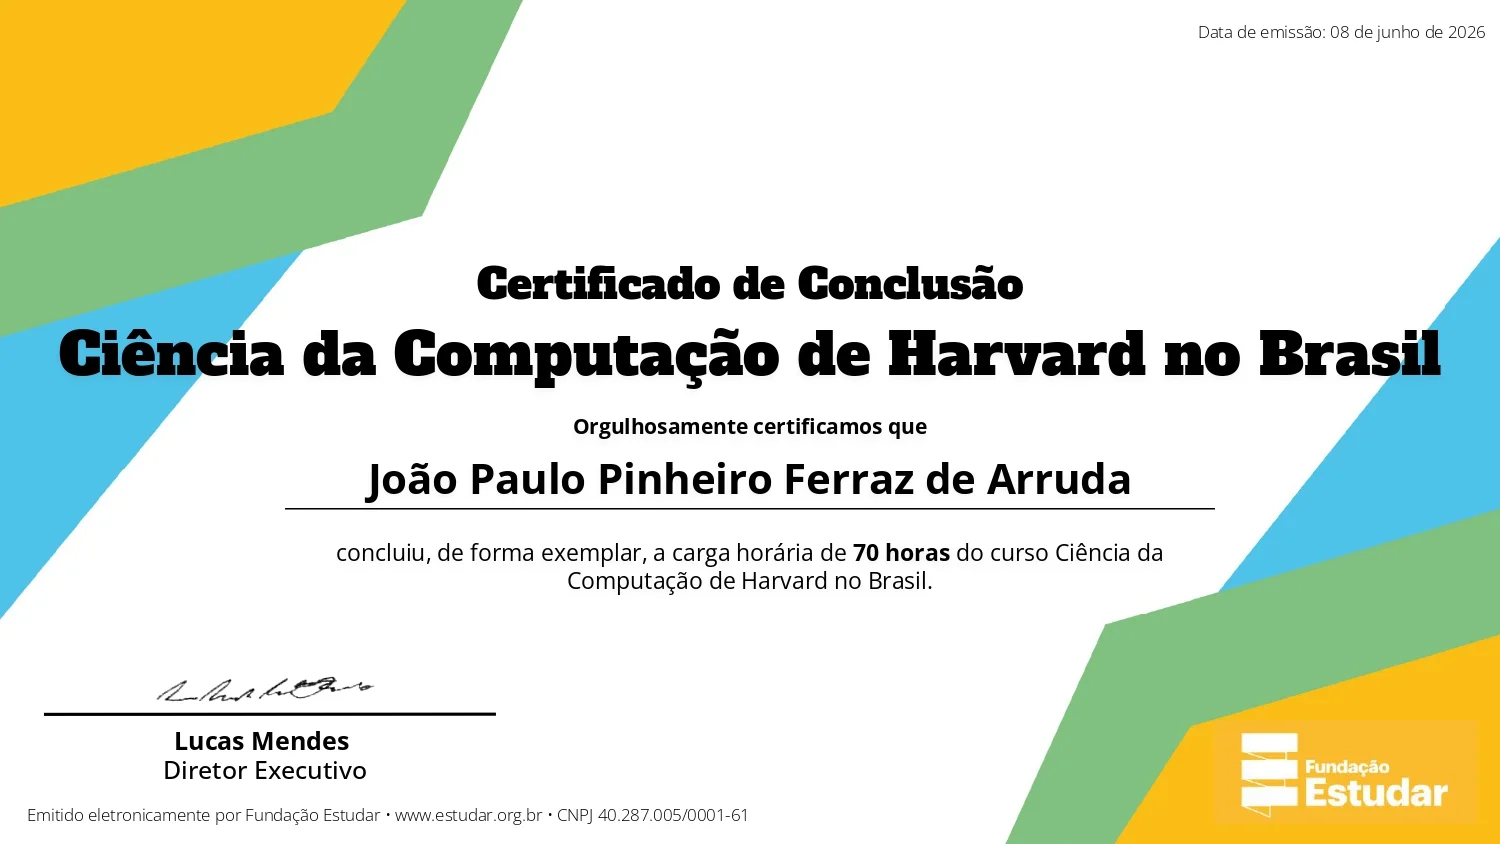 Data de emissão: 08 de junho de 2026
Certificado de Conclusão
Ciência da Computação de Harvard no Brasil
Orgulhosamente certificamos que
João Paulo Pinheiro Ferraz de Arruda
concluiu, de forma exemplar, a carga horária de 70 horas do curso Ciência da
Computação de Harvard no Brasil.
Lucas Mendes
Diretor Executivo
Fundação
Estudar
Emitido eletronicamente por Fundação Estudar • www.estudar.org.br • CNPJ 40.287.005/0001-61